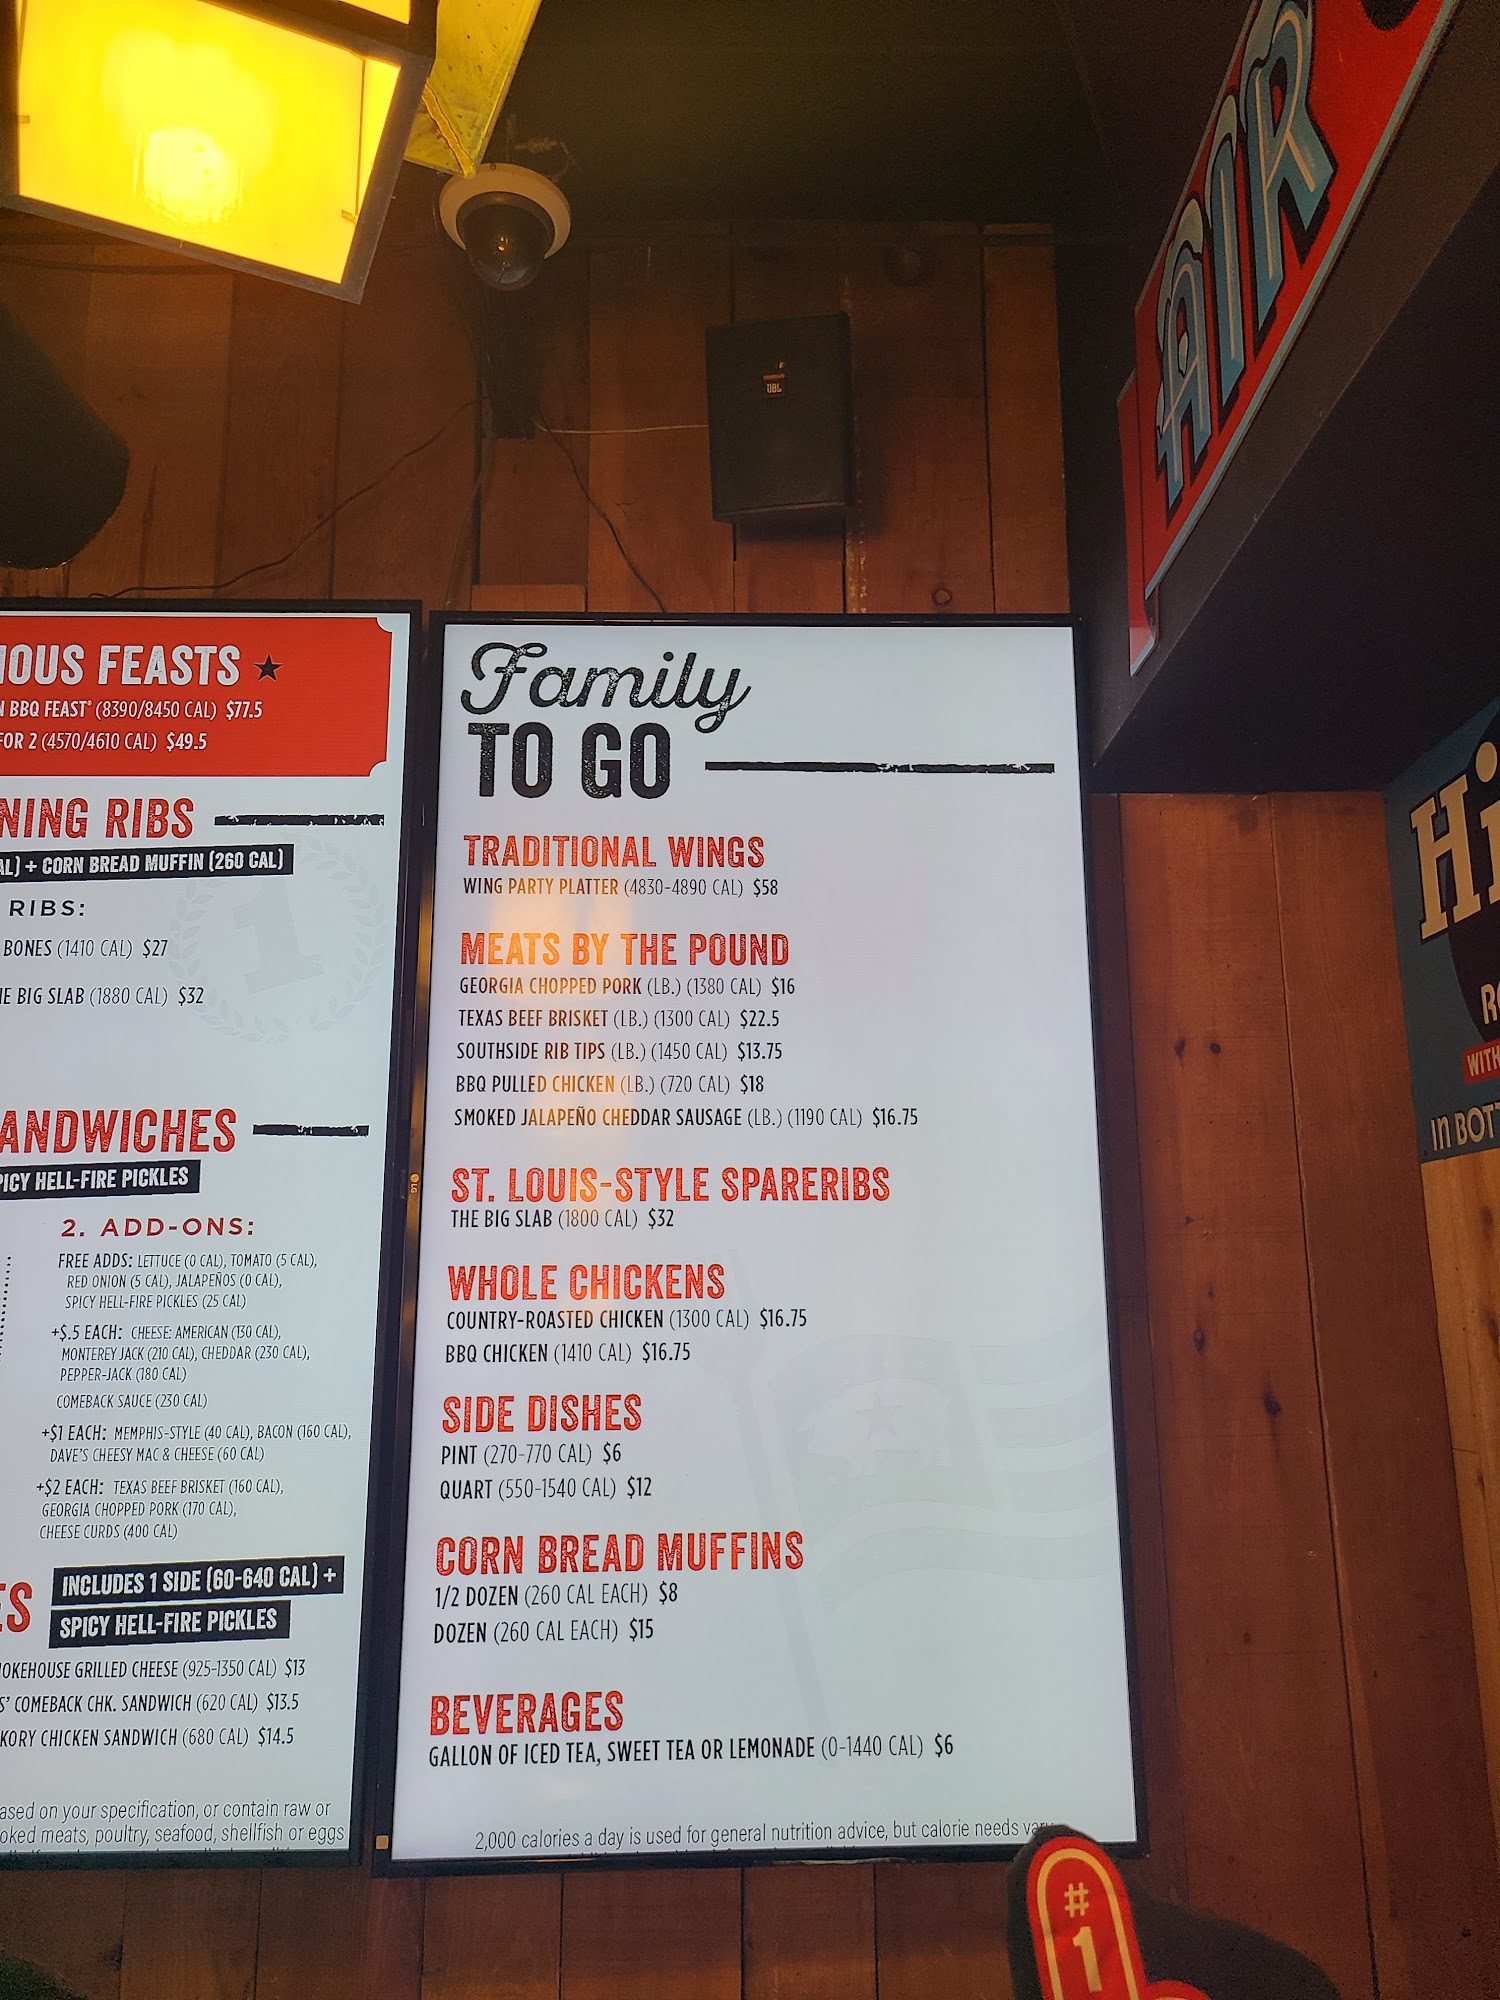 AIR
JBL
IOUS FEASTS ★
N BBQ FEAST® (8390/8450 CAL) $77.5
FOR 2 (4570/4610 CAL) $49.5
NING RIBS
AL) + CORN BREAD MUFFIN (260 CAL)
RIBS:
BONES (1410 CAL) $27
HE BIG SLAB (1880 CAL) $32
1
ANDWICHES
PICY HELL-FIRE PICKLES
2. ADD-ONS:
FREE ADDS: LETTUCE (0 CAL), TOMATO (5 CAL),
RED ONION (5 CAL), JALAPEÑOS (0 CAL),
SPICY HELL-FIRE PICKLES (25 CAL)
+$.5 EACH: CHEESE: AMERICAN (130 CAL),
MONTEREY JACK (210 CAL), CHEDDAR (230 CAL),
PEPPER-JACK (180 CAL)
COMEBACK SAUCE (230 CAL)
+$1 EACH: MEMPHIS-STYLE (40 CAL), BACON (160 CAL),
DAVE'S CHEESY MAC & CHEESE (60 CAL)
+$2 EACH: TEXAS BEEF BRISKET (160 CAL),
GEORGIA CHOPPED PORK (170 CAL),
CHEESE CURDS (400 CAL)
ES
INCLUDES 1 SIDE (60-640 CAL) +
SPICY HELL-FIRE PICKLES
OKEHOUSE GRILLED CHEESE (925-1350 CAL) $13
S' COMEBACK CHK. SANDWICH (620 CAL) $13.5
KORY CHICKEN SANDWICH (680 CAL) $14.5
ased on your specification, or contain raw or
oked meats, poultry, seafood, shellfish or eggs
LG
Family
TO GO
TRADITIONAL WINGS
WING PARTY PLATTER (4830-4890 CAL) $58
MEATS BY THE POUND
GEORGIA CHOPPED PORK (LB.) (1380 CAL) $16
TEXAS BEEF BRISKET (LB.) (1300 CAL) $22.5
SOUTHSIDE RIB TIPS (LB.) (1450 CAL) $13.75
BBQ PULLED CHICKEN (LB.) (720 CAL) $18
SMOKED JALAPEÑO CHEDDAR SAUSAGE (LB.) (1190 CAL) $16.75
ST. LOUIS-STYLE SPARERIBS
THE BIG SLAB (1800 CAL) $32
WHOLE CHICKENS
COUNTRY-ROASTED CHICKEN (1300 CAL) $16.75
BBQ CHICKEN (1410 CAL) $16.75
SIDE DISHES
PINT (270-770 CAL) $6
QUART (550-1540 CAL) $12
CORN BREAD MUFFINS
1/2 DOZEN (260 CAL EACH) $8
DOZEN (260 CAL EACH) $15
BEVERAGES
GALLON OF ICED TEA, SWEET TEA OR LEMONADE (0-1440 CAL) $6
2,000 calories a day is used for general nutrition advice, but calorie needs vary
Hi
R
WITH
IN BOTT
#
1